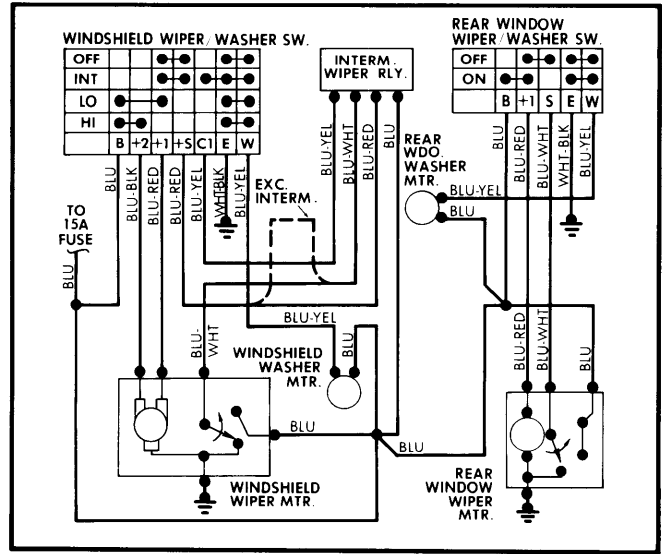 WINDSHIELD WIPER/WASHER SW.
OFF
INT
LO
HI
B +2 +1 +S C1 E W
INTERM.
WIPER RLY.
REAR WINDOW
WIPER/WASHER SW.
OFF
ON
B +1 S E W
BLU
BLU-BLK
BLU-RED
BLU-RED
BLU-YEL
WHT-BLK
BLU-YEL
BLU-YEL
BLU-WHT
BLU-RED
BLU
REAR
WDO.
WASHER
MTR.
BLU
BLU-RED
BLU-WHT
WHT-BLK
BLU-YEL
BLU-YEL
BLU
EXC.
INTERM.
TO
15A
FUSE
BLU
BLU-YEL
BLU-
WHT
WINDSHIELD
WASHER
MTR.
BLU
BLU-RED
BLU-WHT
BLU
BLU
BLU
WINDSHIELD
WIPER MTR.
REAR
WINDOW
WIPER
MTR.